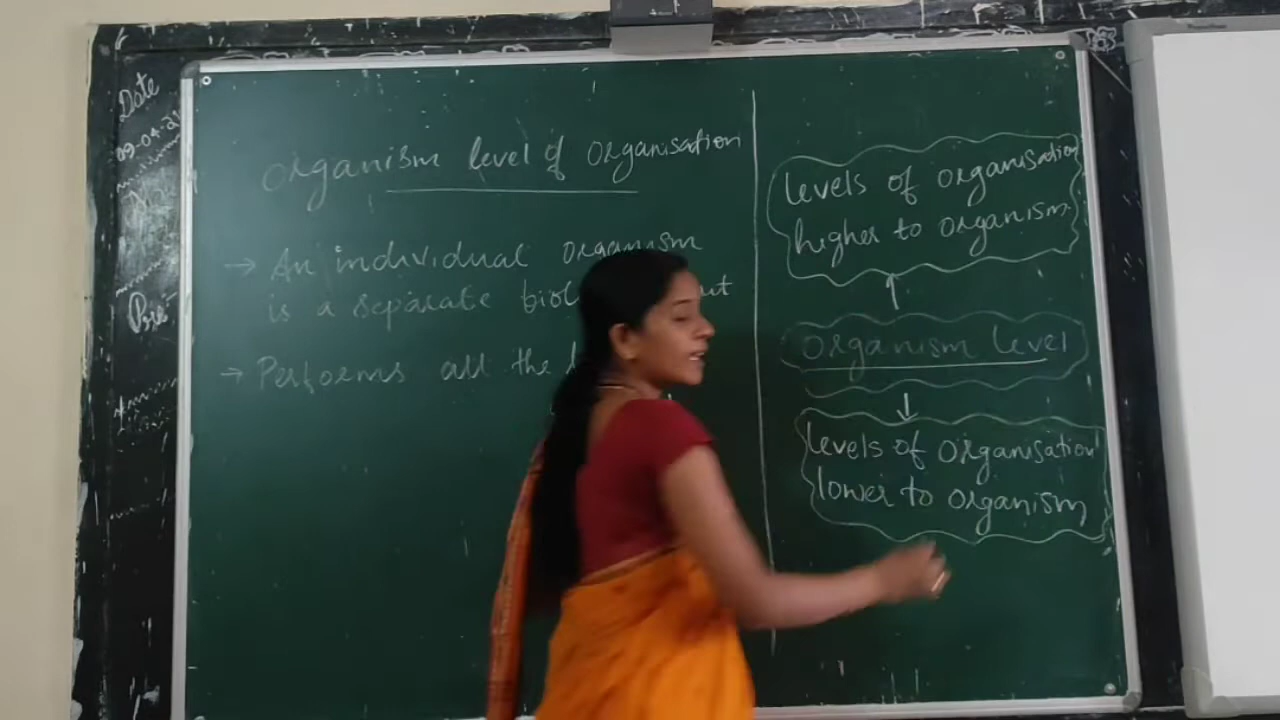 Date
09-04-2
Pre
Organism level of Organisation
→ An individual organism
is a separate
→ Performs all the
levels of organisation
higher to organism.
↑
organism level
↓
levels of organisation
lower to organism